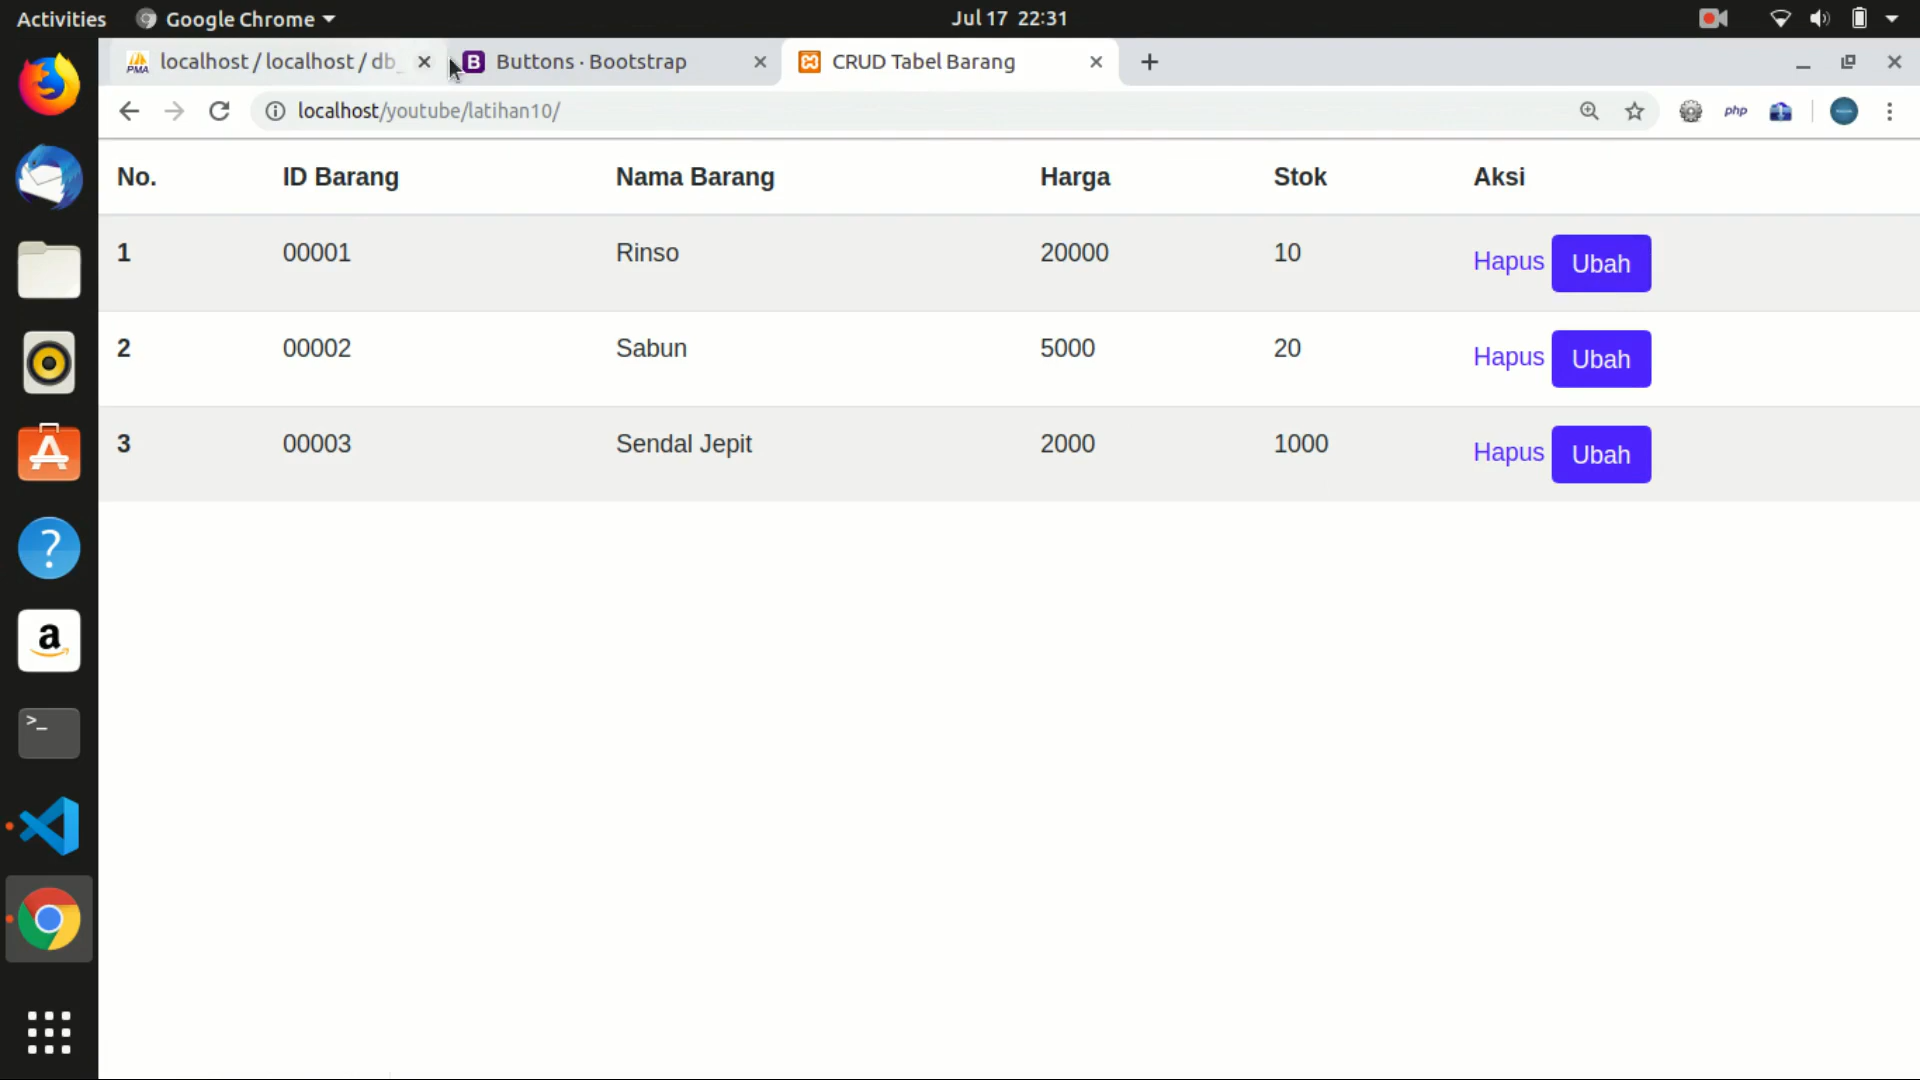 Activities Google Chrome Jul 17 22:31
localhost / localhost / db_ Buttons · Bootstrap CRUD Tabel Barang
localhost/youtube/latihan10/ php
No. ID Barang Nama Barang Harga Stok Aksi
1 00001 Rinso 20000 10 Hapus Ubah
2 00002 Sabun 5000 20 Hapus Ubah
3 00003 Sendal Jepit 2000 1000 Hapus Ubah